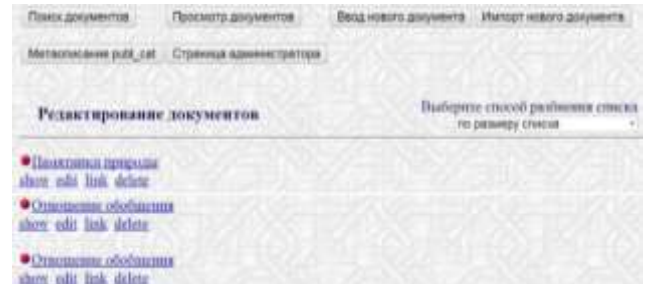 Поиск документов Просмотр документов Ввод нового документа Импорт нового документа
Метаописание publ_cat Страница администратора
Редактирование документов
Выберите способ разбиения списка
по размеру списка
Памятники природы
show edit link delete
Отношение обобщения
show edit link delete
Отношение обобщения
show edit link delete